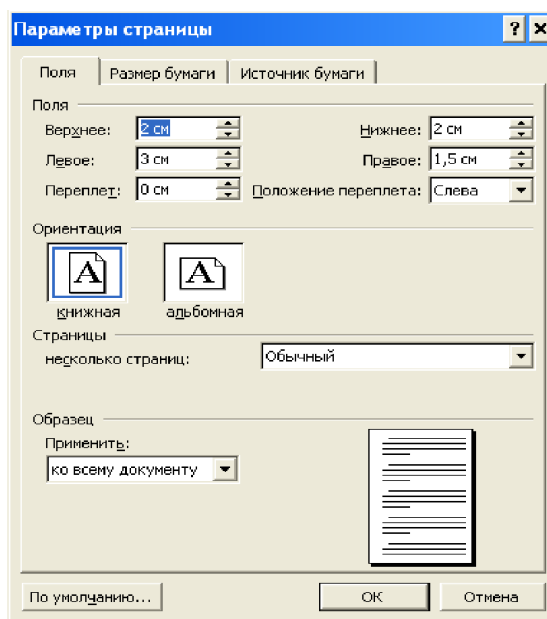 Параметры страницы ? ×
Поля Размер бумаги Источник бумаги
Поля
Верхнее: 2 см Нижнее: 2 см
Левое: 3 см Правое: 1,5 см
Переплет: 0 см Положение переплета: Слева
Ориентация
A A
книжная альбомная
Страницы
несколько страниц: Обычный
Образец
Применить:
ко всему документу
По умолчанию... ОК Отмена